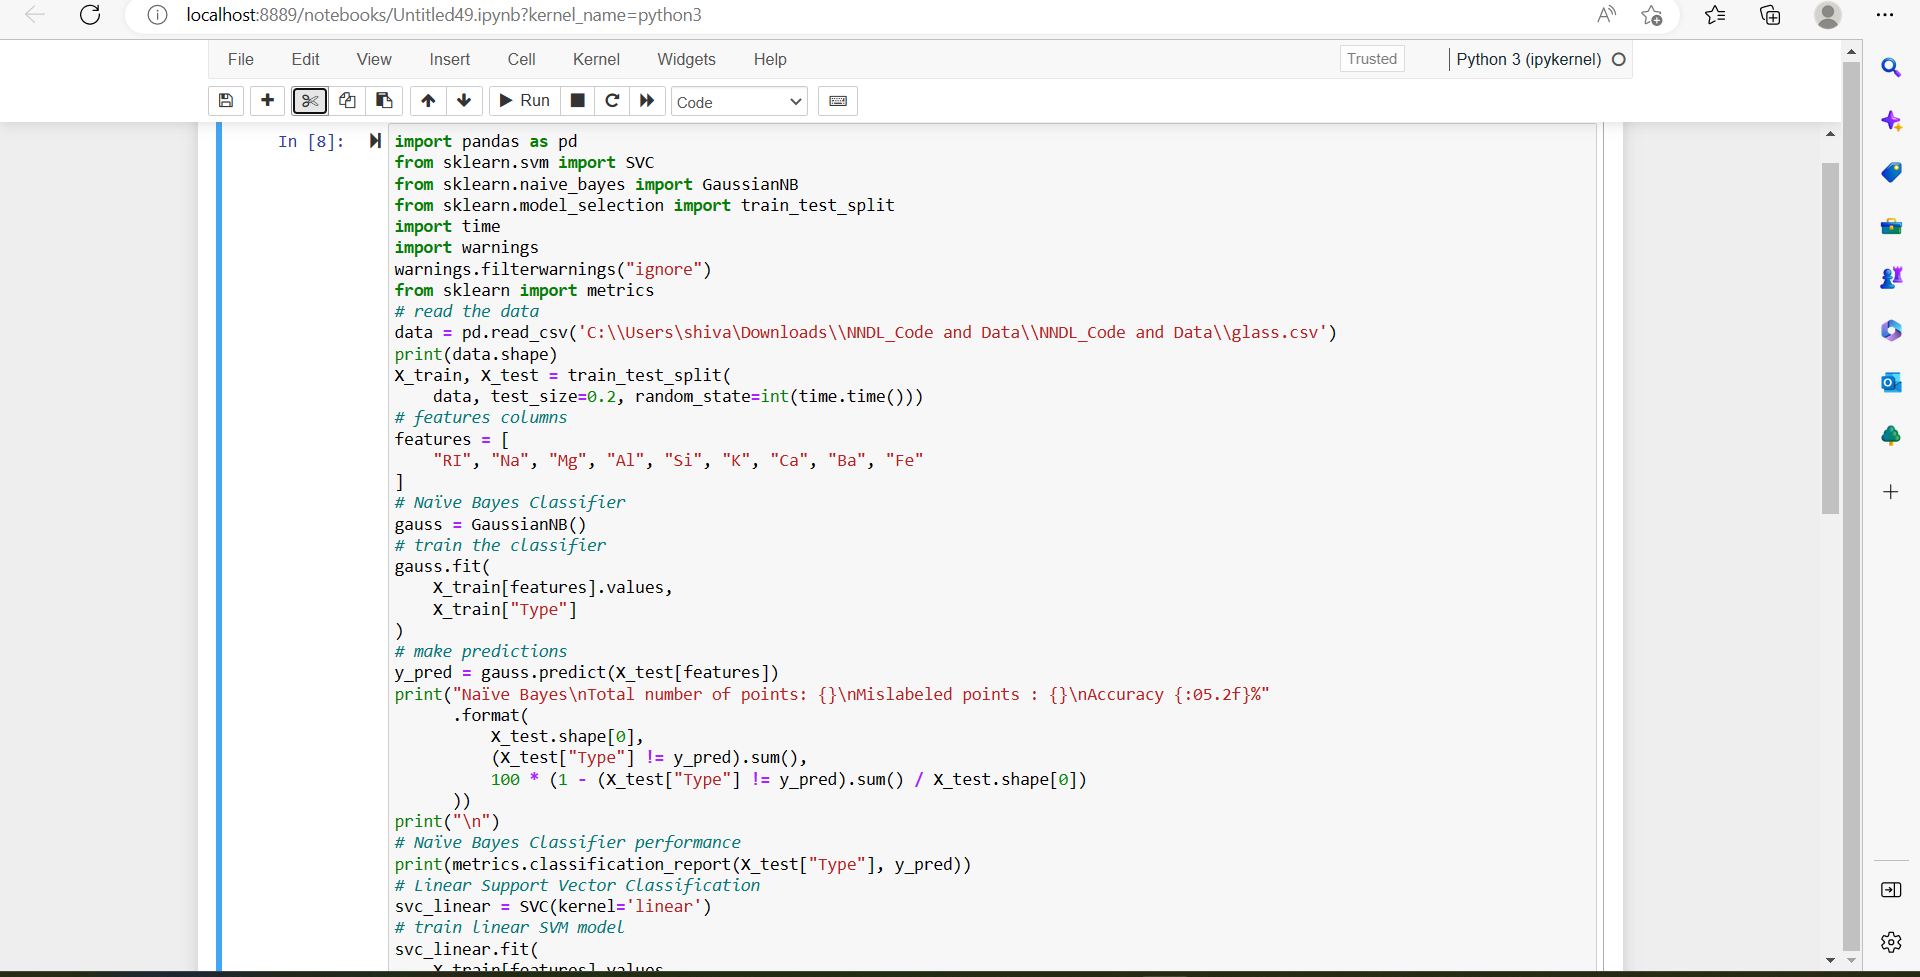 localhost:8889/notebooks/Untitled49.ipynb?kernel_name=python3
File Edit View Insert Cell Kernel Widgets Help Trusted Python 3 (ipykernel)
Run Code
In [8]: import pandas as pd
from sklearn.svm import SVC
from sklearn.naive_bayes import GaussianNB
from sklearn.model_selection import train_test_split
import time
import warnings
warnings.filterwarnings("ignore")
from sklearn import metrics
# read the data
data = pd.read_csv('C:\\Users\shiva\Downloads\\NNDL_Code and Data\\NNDL_Code and Data\\glass.csv')
print(data.shape)
X_train, X_test = train_test_split(
    data, test_size=0.2, random_state=int(time.time()))
# features columns
features = [
    "RI", "Na", "Mg", "Al", "Si", "K", "Ca", "Ba", "Fe"
]
# Naïve Bayes Classifier
gauss = GaussianNB()
# train the classifier
gauss.fit(
    X_train[features].values,
    X_train["Type"]
)
# make predictions
y_pred = gauss.predict(X_test[features])
print("Naïve Bayes\nTotal number of points: {}\nMislabeled points : {}\nAccuracy {:05.2f}%"
      .format(
          X_test.shape[0],
          (X_test["Type"] != y_pred).sum(),
          100 * (1 - (X_test["Type"] != y_pred).sum() / X_test.shape[0])
      ))
print("\n")
# Naïve Bayes Classifier performance
print(metrics.classification_report(X_test["Type"], y_pred))
# Linear Support Vector Classification
svc_linear = SVC(kernel='linear')
# train linear SVM model
svc_linear.fit(
    X_train[features].values